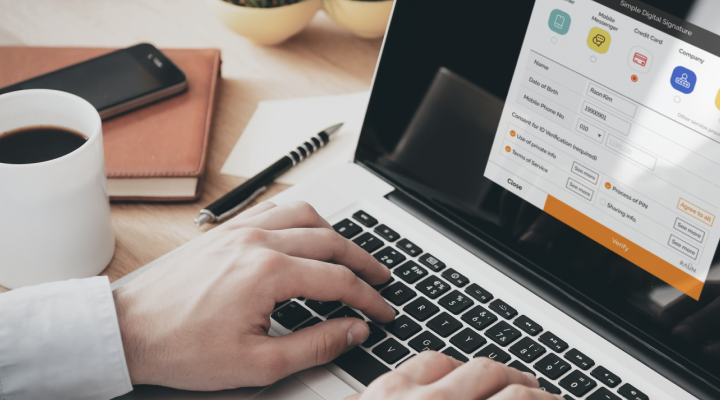 Simple Digital Signature
Mobile
Messenger
Credit Card
Company
Name
RaonKim
Date of Birth
19900901
Mobile Phone No
010
Consent for ID Verification (required)
Use of private info
See more
Process of PIN
Agree to all
Terms of Service
See more
Sharing Info.
See more
See more
Close
Verify
RAON